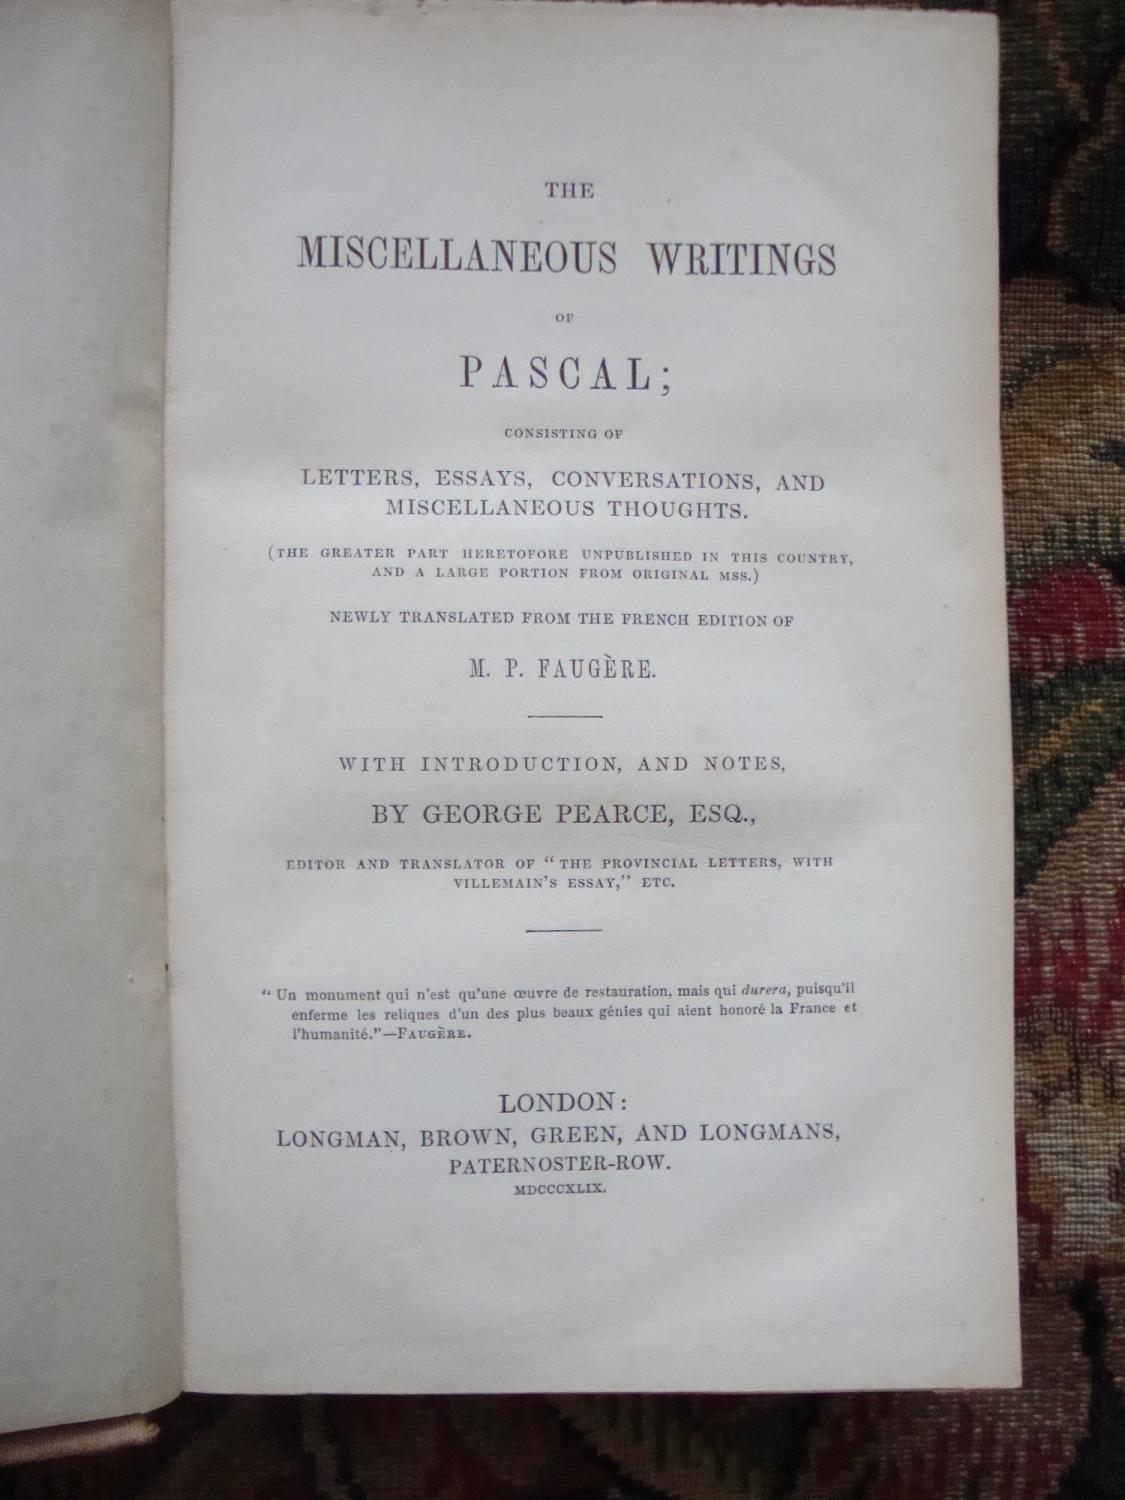 THE
MISCELLANEOUS WRITINGS
OF
PASCAL;
CONSISTING OF
LETTERS, ESSAYS, CONVERSATIONS, AND
MISCELLANEOUS THOUGHTS.
(THE GREATER PART HERETOFORE UNPUBLISHED IN THIS COUNTRY,
AND A LARGE PORTION FROM ORIGINAL MSS.)
NEWLY TRANSLATED FROM THE FRENCH EDITION OF
M. P. FAUGÈRE.
WITH INTRODUCTION, AND NOTES,
BY GEORGE PEARCE, ESQ.,
EDITOR AND TRANSLATOR OF "THE PROVINCIAL LETTERS, WITH
VILLEMAIN'S ESSAY," ETC.
"Un monument qui n'est qu'une œuvre de restauration, mais qui durera, puisqu'il
enferme les reliques d'un des plus beaux génies qui aient honoré la France et
l'humanité."—FAUGÈRE.
LONDON:
LONGMAN, BROWN, GREEN, AND LONGMANS,
PATERNOSTER-ROW.
MDCCCXLIX.